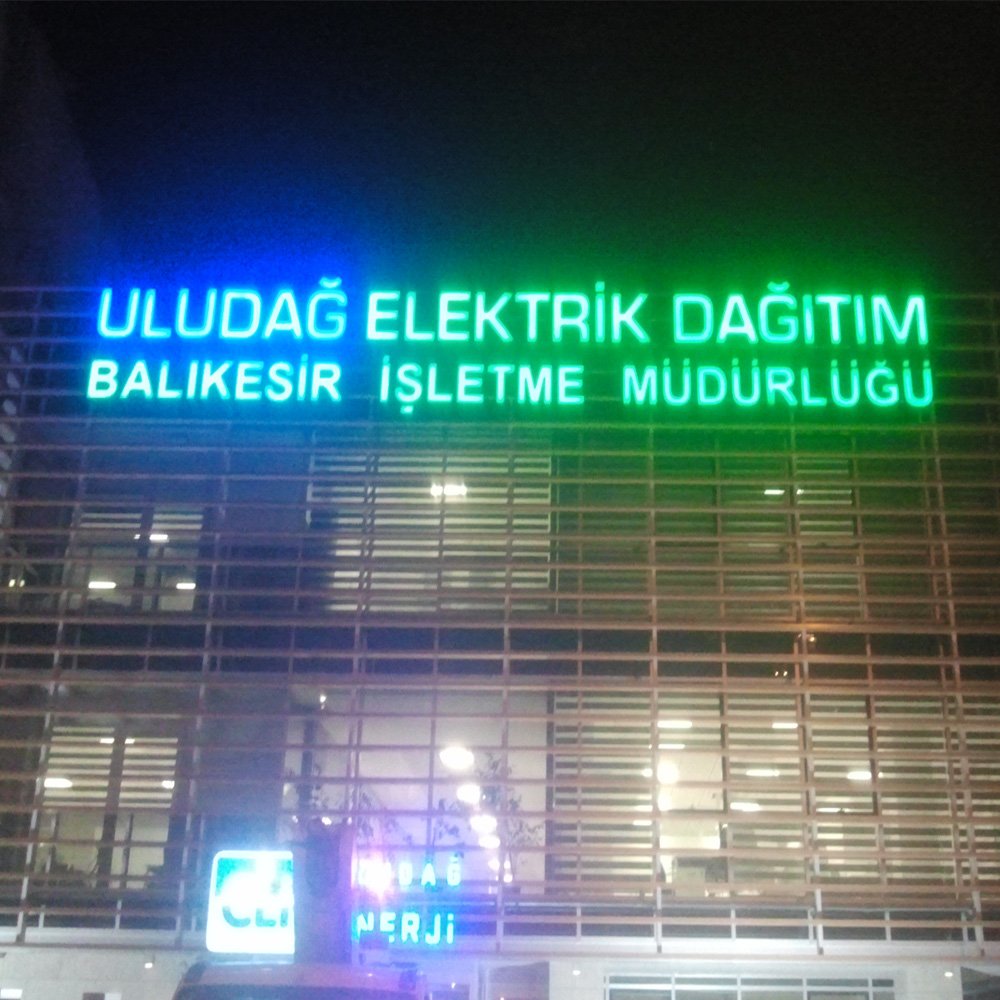 ULUDAĞ ELEKTRİK DAĞITIM
BALIKESİR İŞLETME MÜDÜRLÜĞÜ